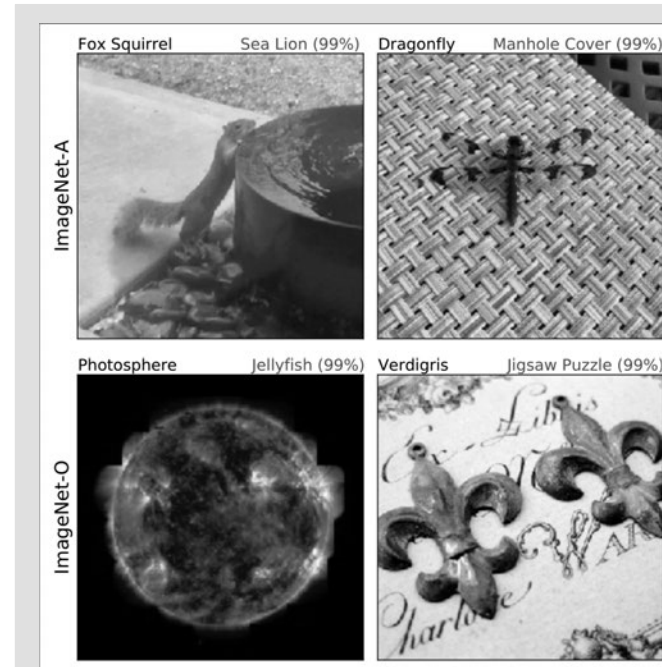 Fox Squirrel Sea Lion (99%) Dragonfly Manhole Cover (99%)
ImageNet-A
Photosphere Jellyfish (99%) Verdigris Jigsaw Puzzle (99%)
ImageNet-O
Ex-Libris
Charlotte